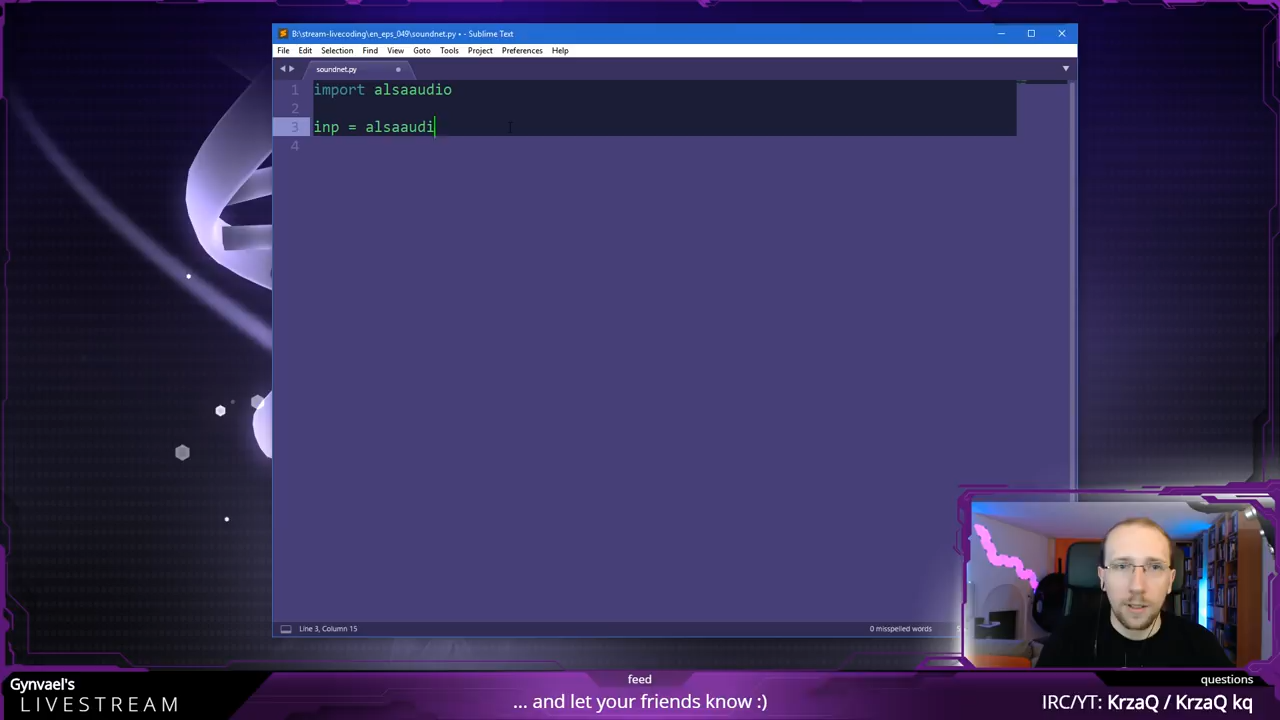 B:\stream-livecoding\en_eps_049\soundnet.py • - Sublime Text
File Edit Selection Find View Goto Tools Project Preferences Help
soundnet.py
1 import alsaaudio
2
3 inp = alsaaudi
4
Line 3, Column 15
0 misspelled words
Gynvael's
LIVESTREAM
feed
... and let your friends know :)
questions
IRC/YT: KrzaQ / KrzaQ kq